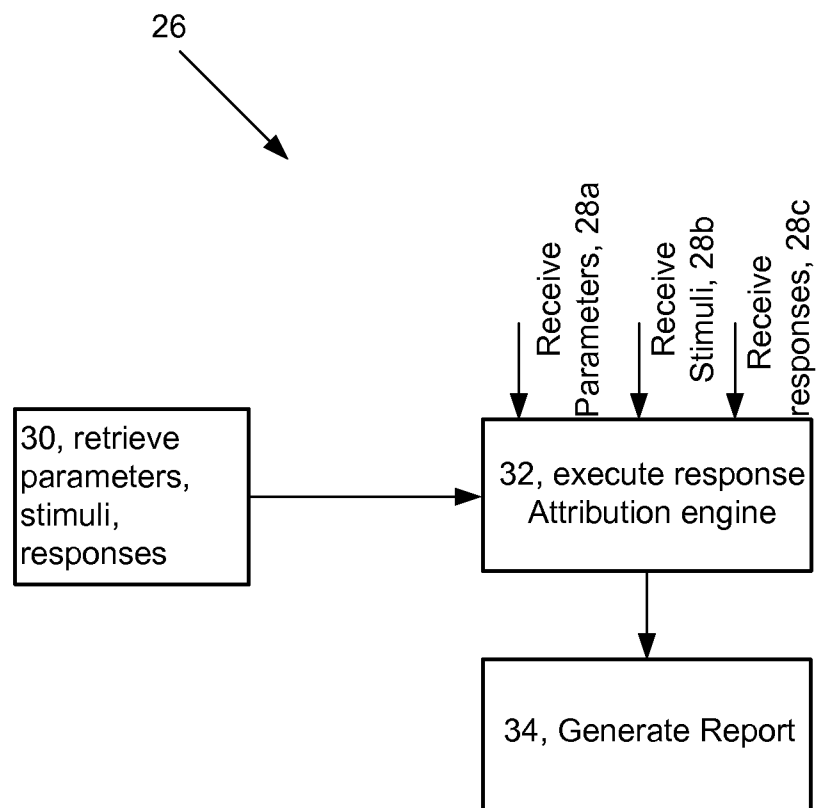 26
Receive
Parameters, 28a
Receive
Stimuli, 28b
Receive
responses, 28c
30, retrieve
parameters,
stimuli,
responses
32, execute response
Attribution engine
34, Generate Report